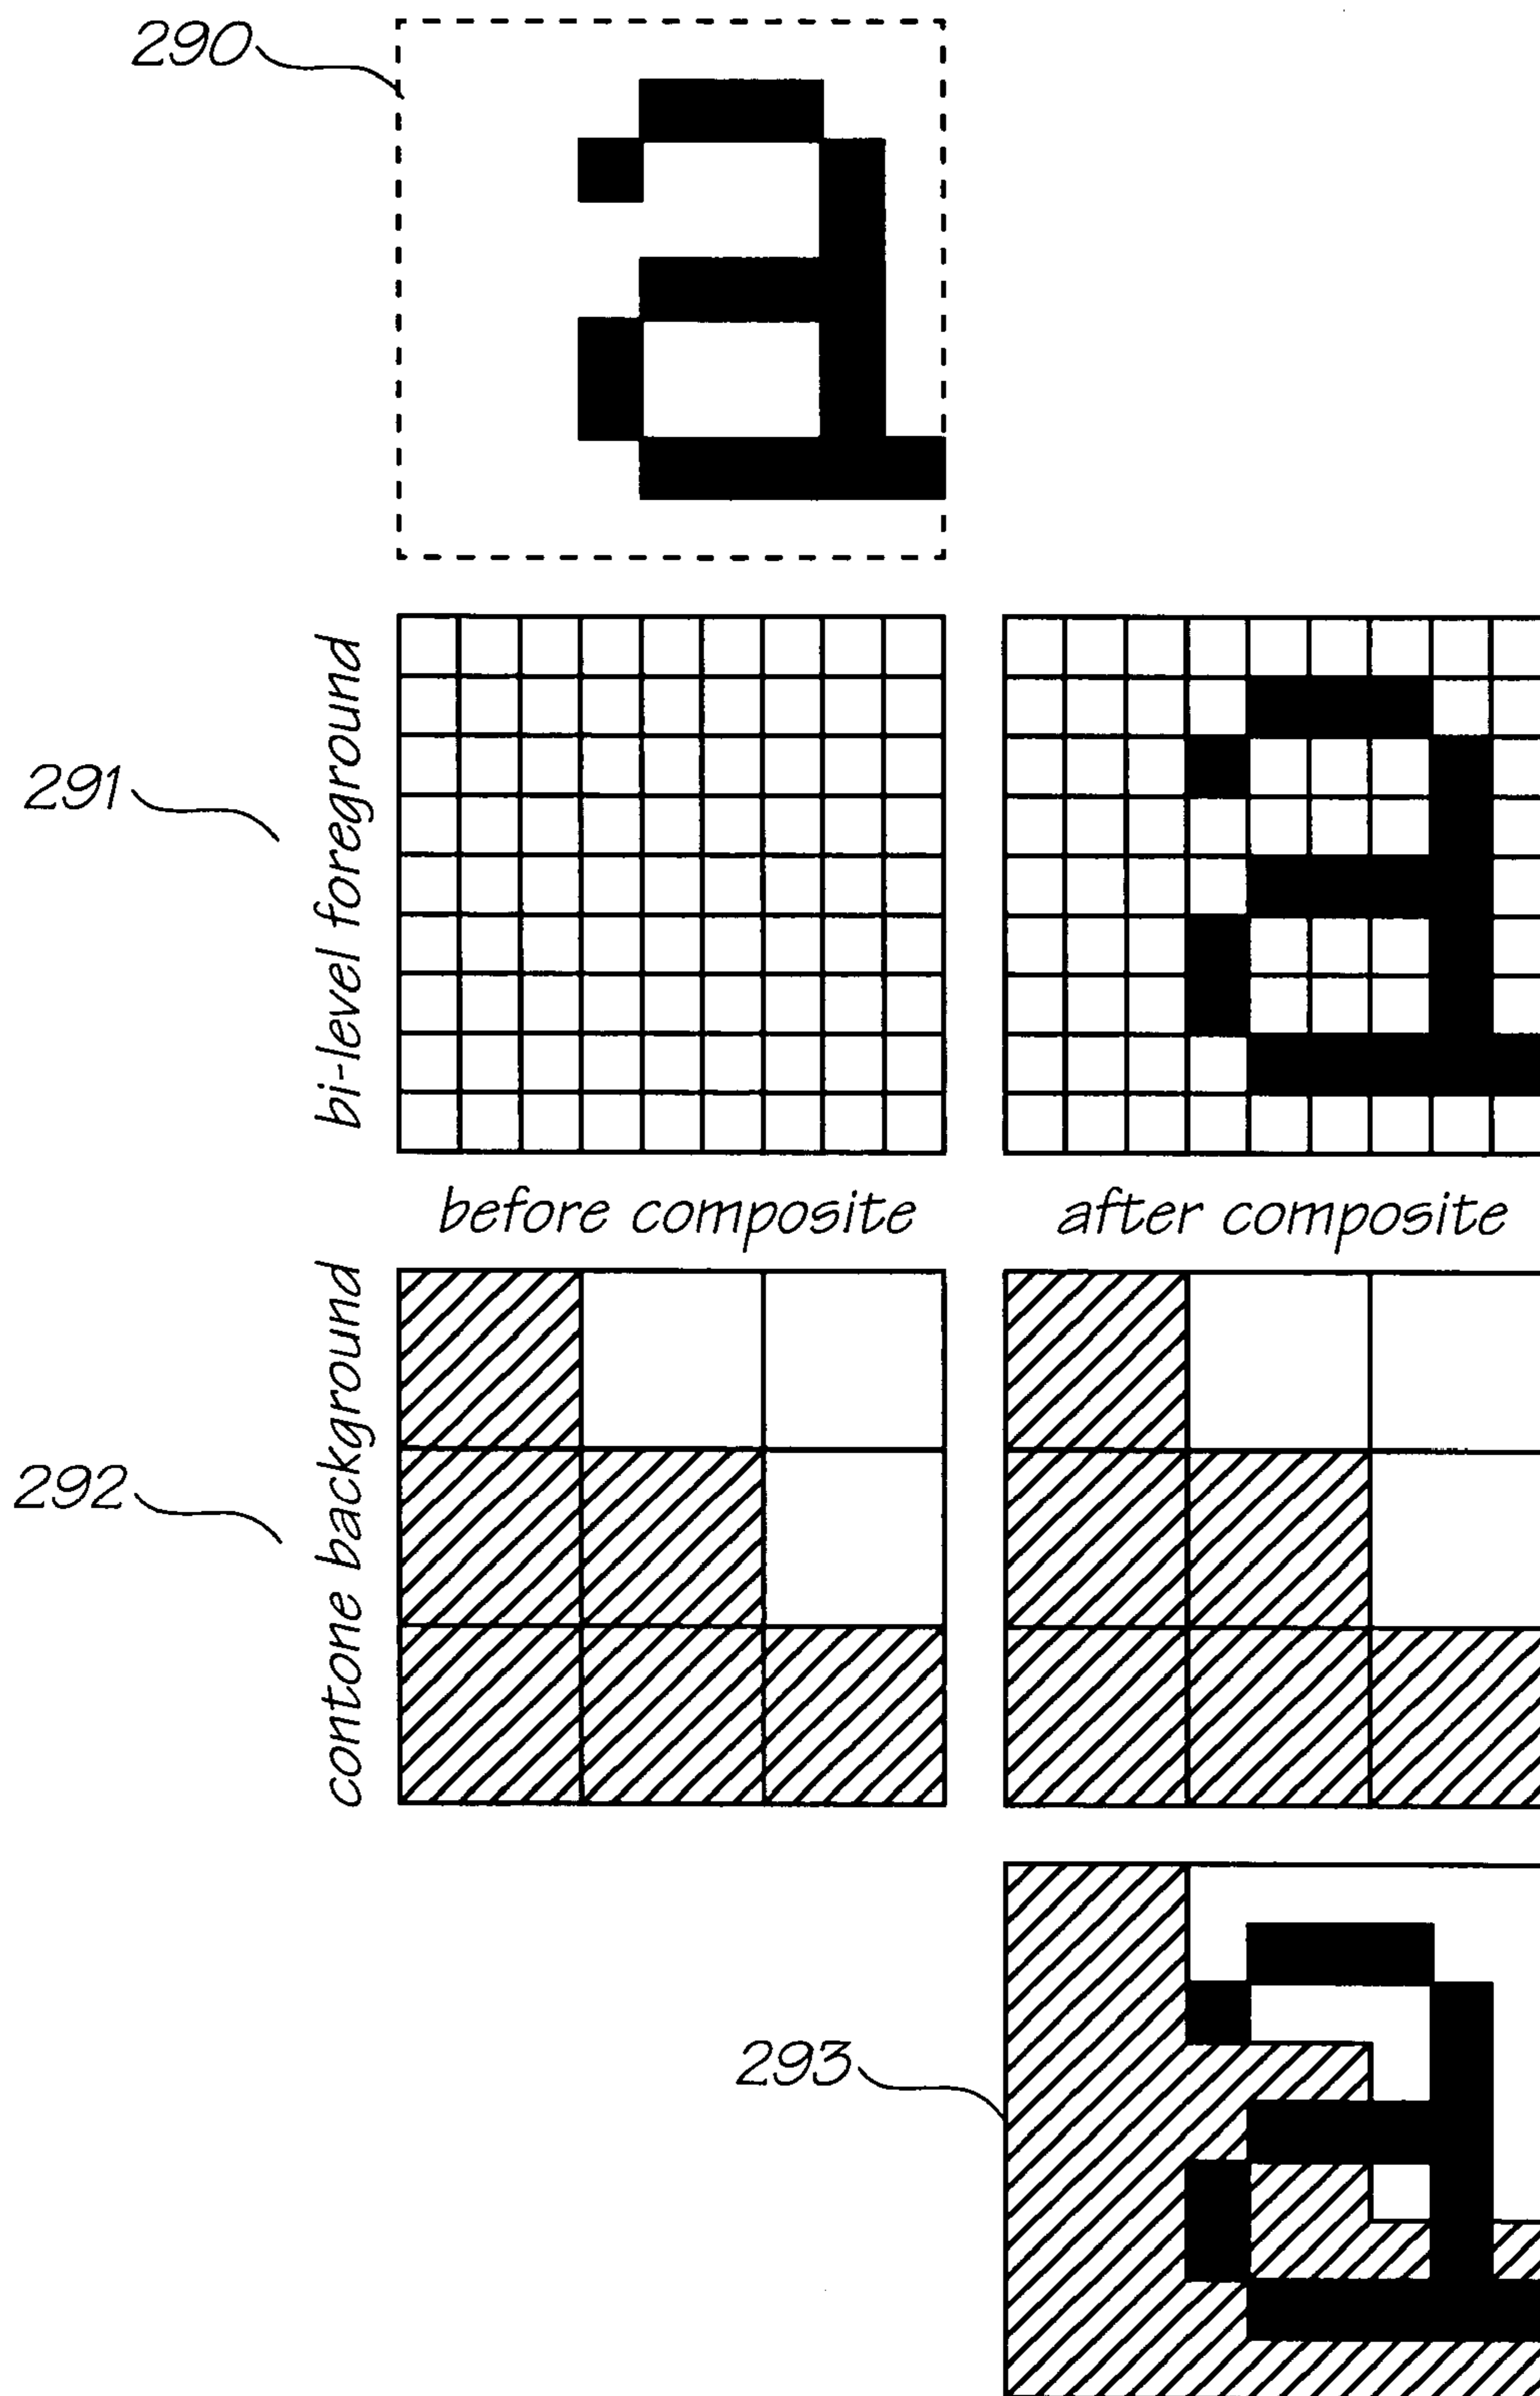 290
291
bi-level foreground
before composite
after composite
292
contone background
293